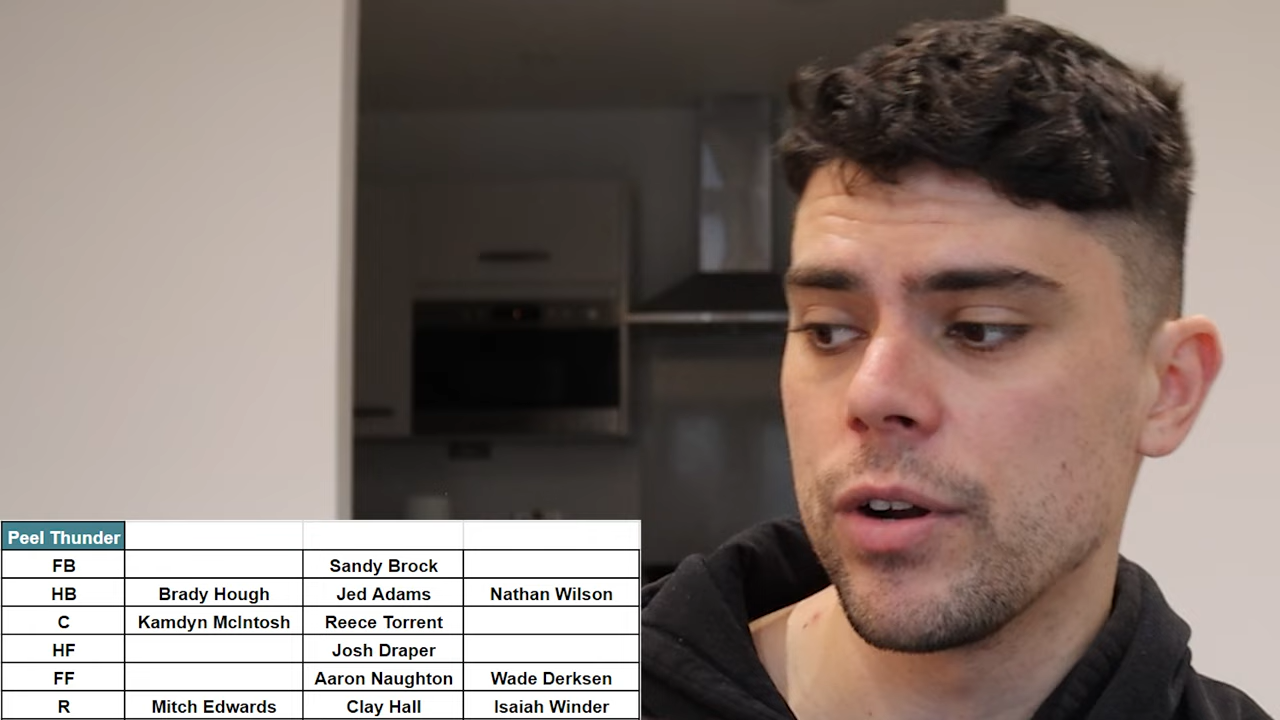 Peel Thunder
FB Sandy Brock
HB Brady Hough Jed Adams Nathan Wilson
C Kamdyn McIntosh Reece Torrent
HF Josh Draper
FF Aaron Naughton Wade Derksen
R Mitch Edwards Clay Hall Isaiah Winder